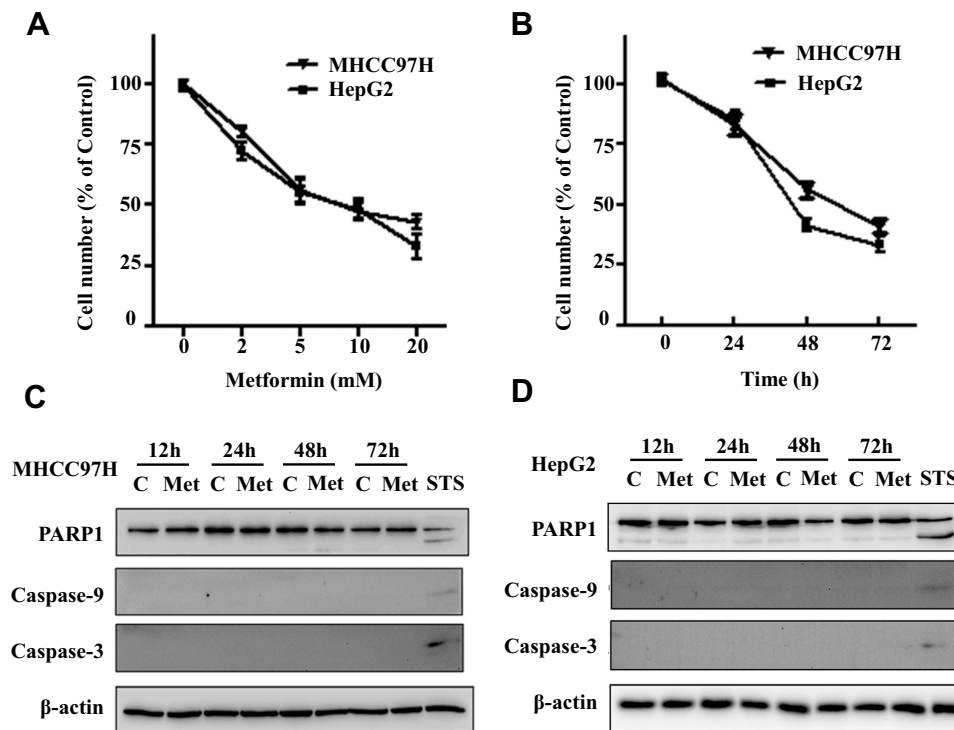 A
Cell number (% of Control)
100
75
50
25
0
0 2 5 10 20
Metformin (mM)
MHCC97H
HepG2
B
Cell number (% of Control)
100
75
50
25
0
0 24 48 72
Time (h)
MHCC97H
HepG2
C
MHCC97H
12h 24h 48h 72h
C Met C Met C Met C Met STS
PARP1
Caspase-9
Caspase-3
β-actin
D
HepG2
12h 24h 48h 72h
C Met C Met C Met C Met STS
PARP1
Caspase-9
Caspase-3
β-actin